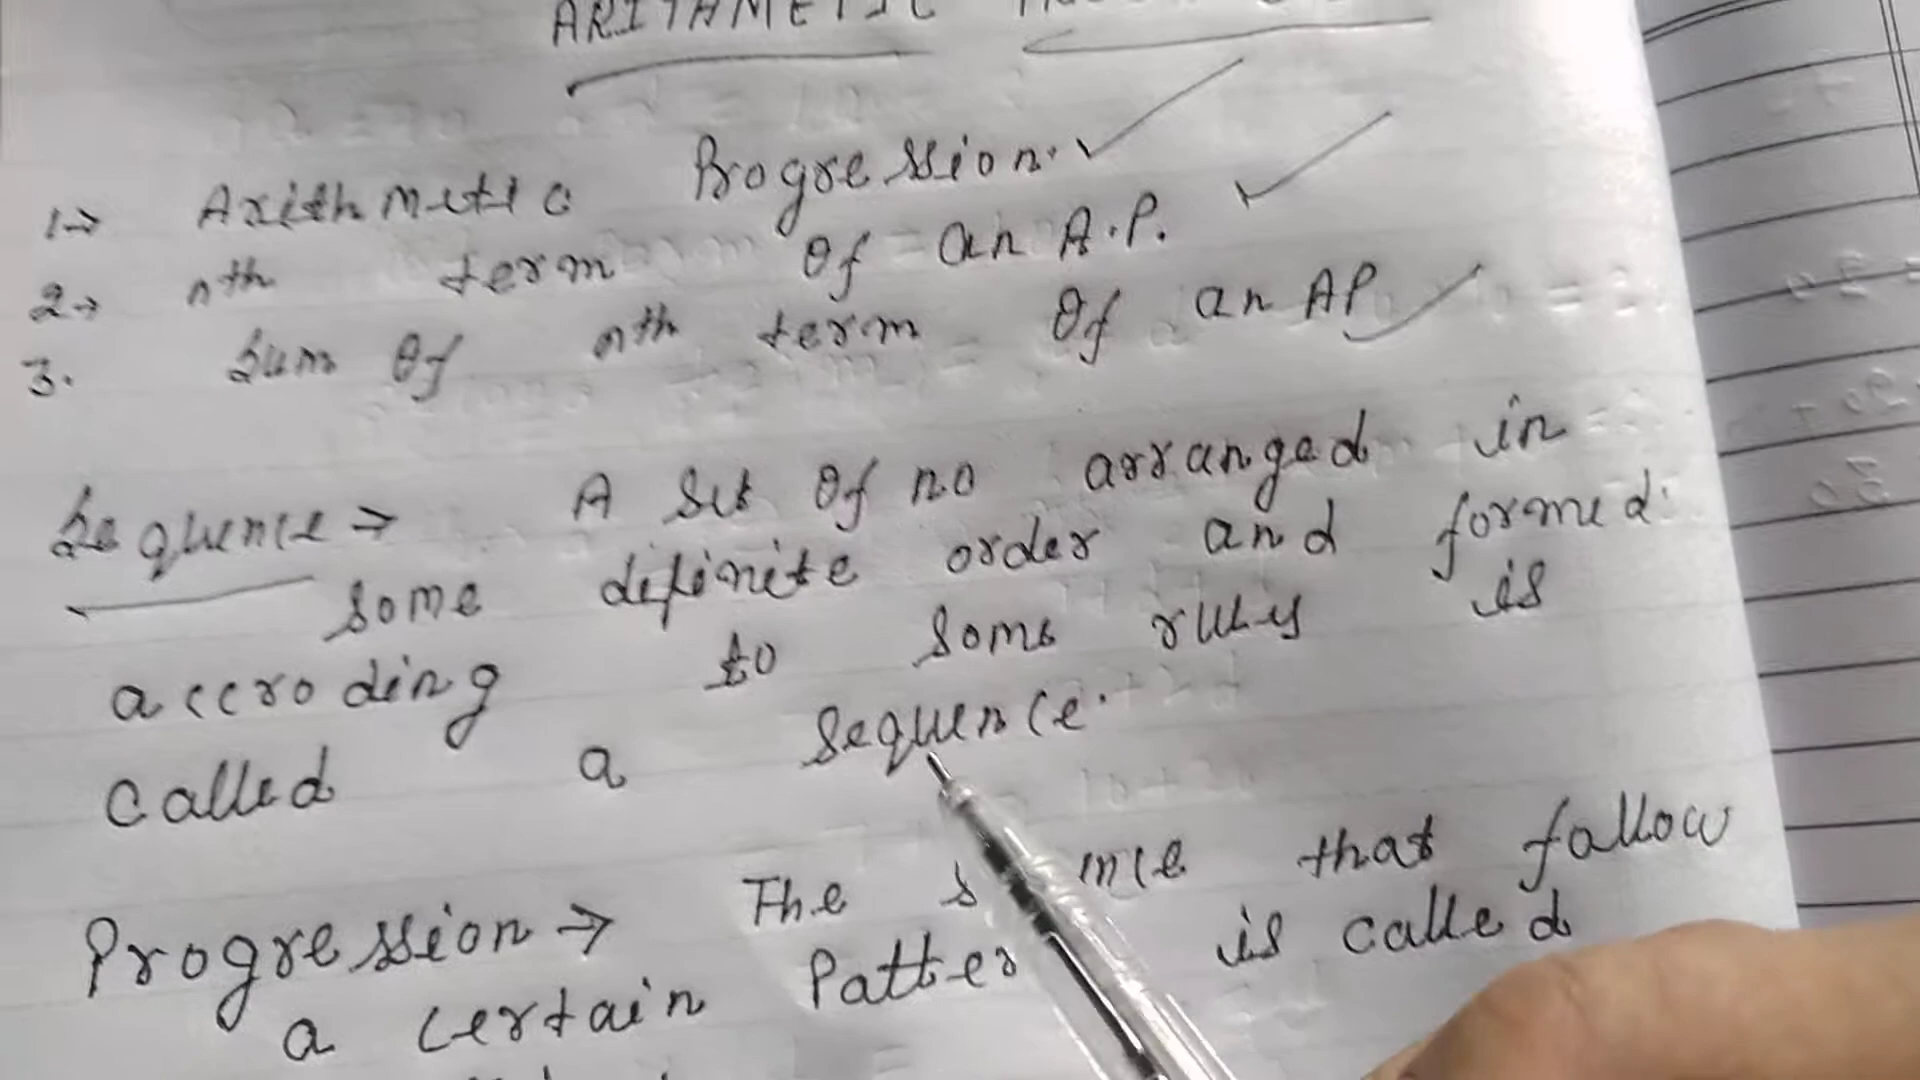 ARITHMETIC
1→ Arithmetic Progression.
2→ nth term of an A.P.
3. Sum of nth term of an AP
Sequence ⇒ A set of no arranged in
some definite order and formed
accroding to some rules is
called a sequence.
Progression → The that follow
a certain Patter is called